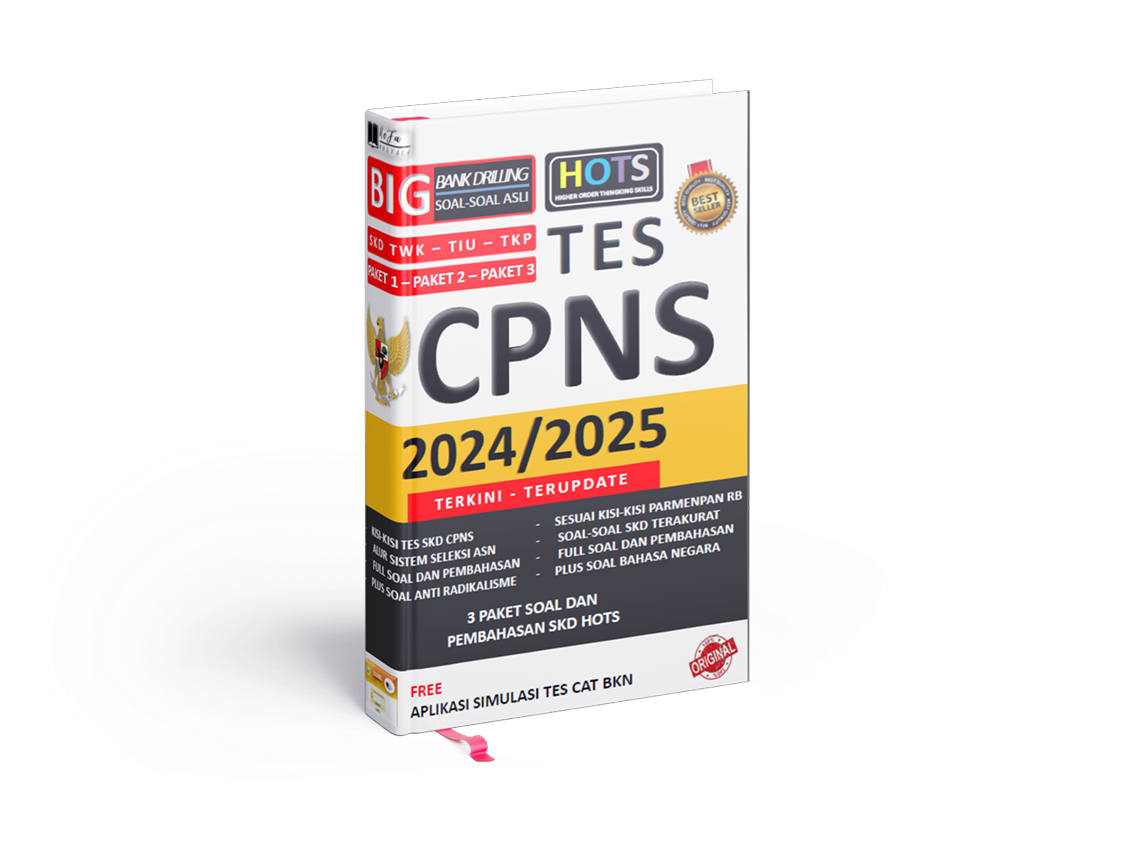 BIG
BANK DRILLING
SOAL-SOAL ASLI
HOTS
HIGHER ORDER THINGKING SKILLS
BEST
SELLER
SKD TWK – TIU – TKP
PAKET 1 – PAKET 2 – PAKET 3
TES
CPNS
2024/2025
TERKINI - TERUPDATE
KISI-KISI TES SKD CPNS
ALUR SISTEM SELEKSI ASN
FULL SOAL DAN PEMBAHASAN
PLUS SOAL ANTI RADIKALISME
- SESUAI KISI-KISI PARMENPAN RB
- SOAL-SOAL SKD TERAKURAT
- FULL SOAL DAN PEMBAHASAN
- PLUS SOAL BAHASA NEGARA
3 PAKET SOAL DAN
PEMBAHASAN SKD HOTS
ORIGINAL
FREE
APLIKASI SIMULASI TES CAT BKN